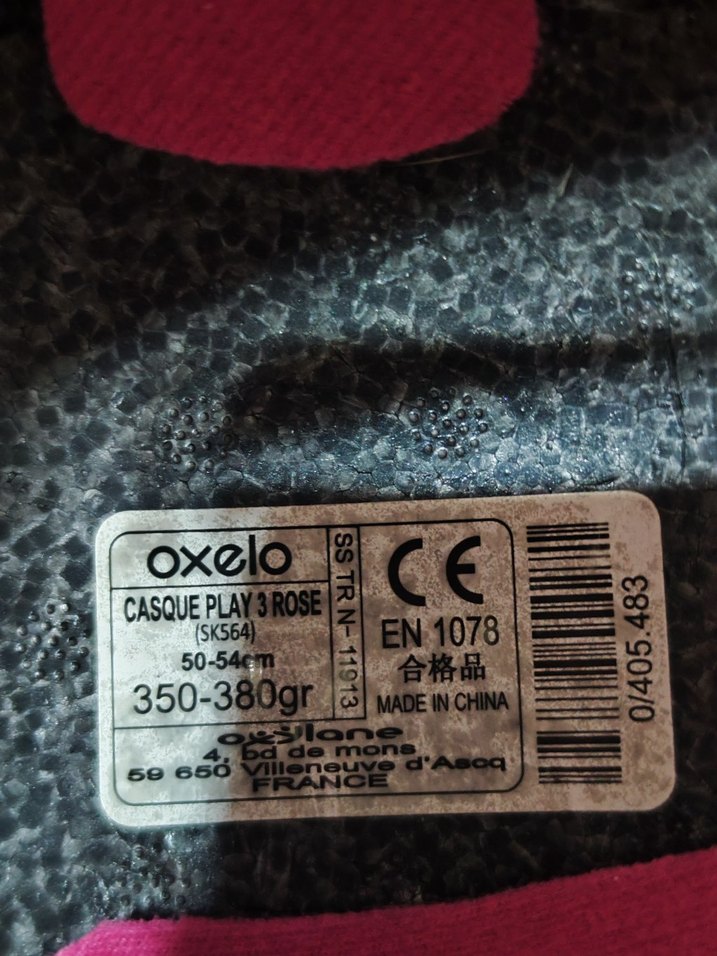 oxelo
CASQUE PLAY 3 ROSE
(SK564)
50-54cm
350-380gr
SS TR N- 11913
CE
EN 1078
合格品
MADE IN CHINA
oxylane
4, bd de mons
59 650 Villeneuve d'Ascq
FRANCE
0/405.483